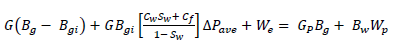 G(B_g − B_gi) + GB_gi [ (C_w S_w + C_f) / (1 − S_w) ] ΔP_ave + W_e = G_P B_g + B_w W_p